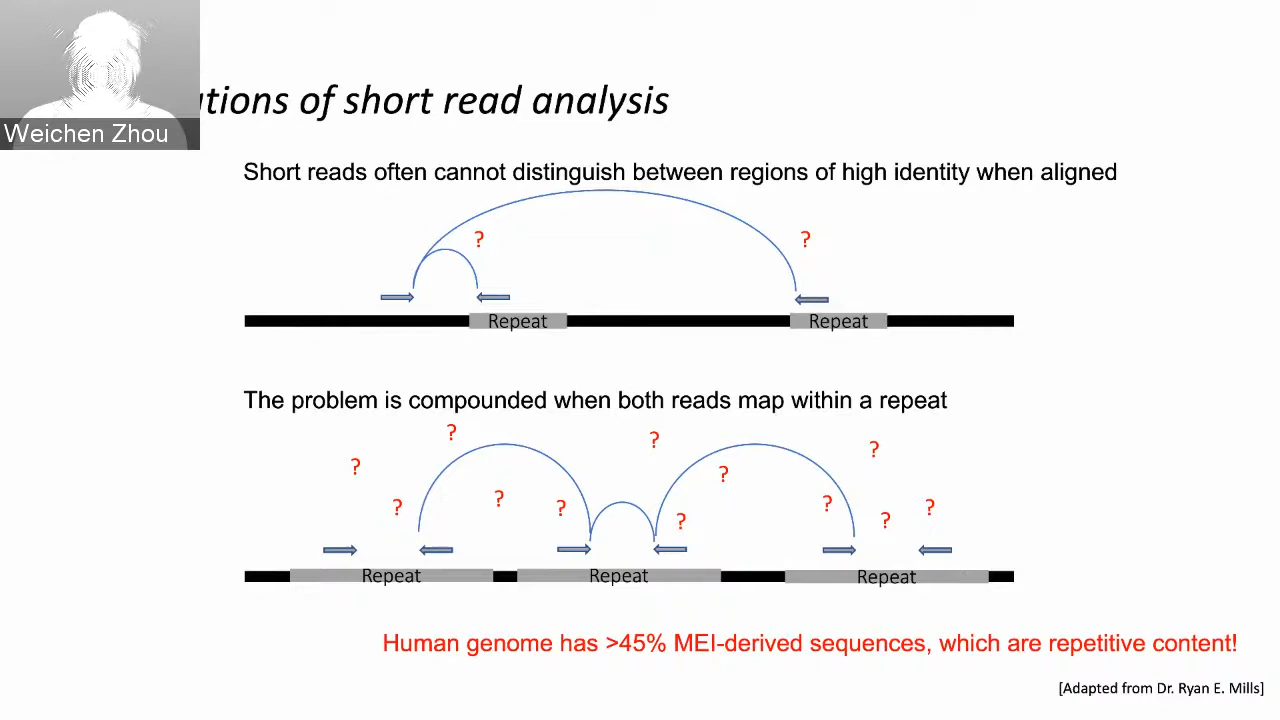 Weichen Zhou
ations of short read analysis
Short reads often cannot distinguish between regions of high identity when aligned
? ?
Repeat Repeat
The problem is compounded when both reads map within a repeat
? ? ?
? ?
? ? ? ? ?
? ?
Repeat Repeat Repeat
Human genome has >45% MEI-derived sequences, which are repetitive content!
[Adapted from Dr. Ryan E. Mills]